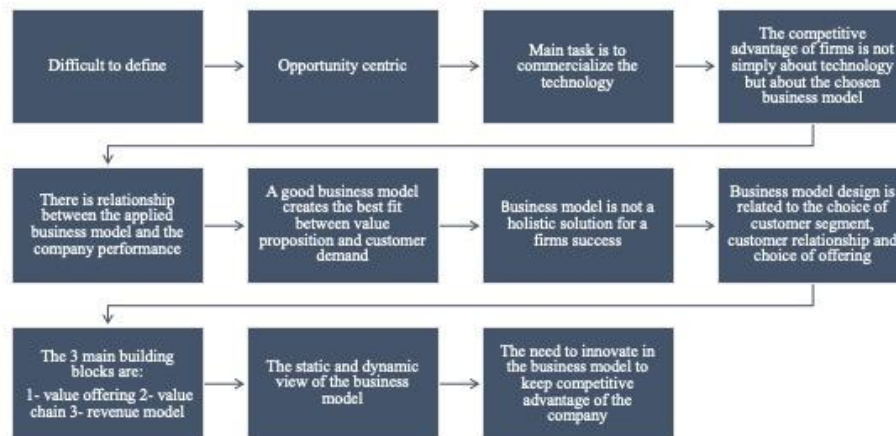 Difficult to define
Opportunity centric
Main task is to
commercialize the
technology
The competitive
advantage of firms is not
simply about technology
but about the chosen
business model
There is relationship
between the applied
business model and the
company performance
A good business model
creates the best fit
between value
proposition and customer
demand
Business model is not a
holistic solution for a
firms success
Business model design is
related to the choice of
customer segment,
customer relationship and
choice of offering
The 3 main building
blocks are:
1- value offering 2- value
chain 3- revenue model
The static and dynamic
view of the business
model
The need to innovate in
the business model to
keep competitive
advantage of the
company